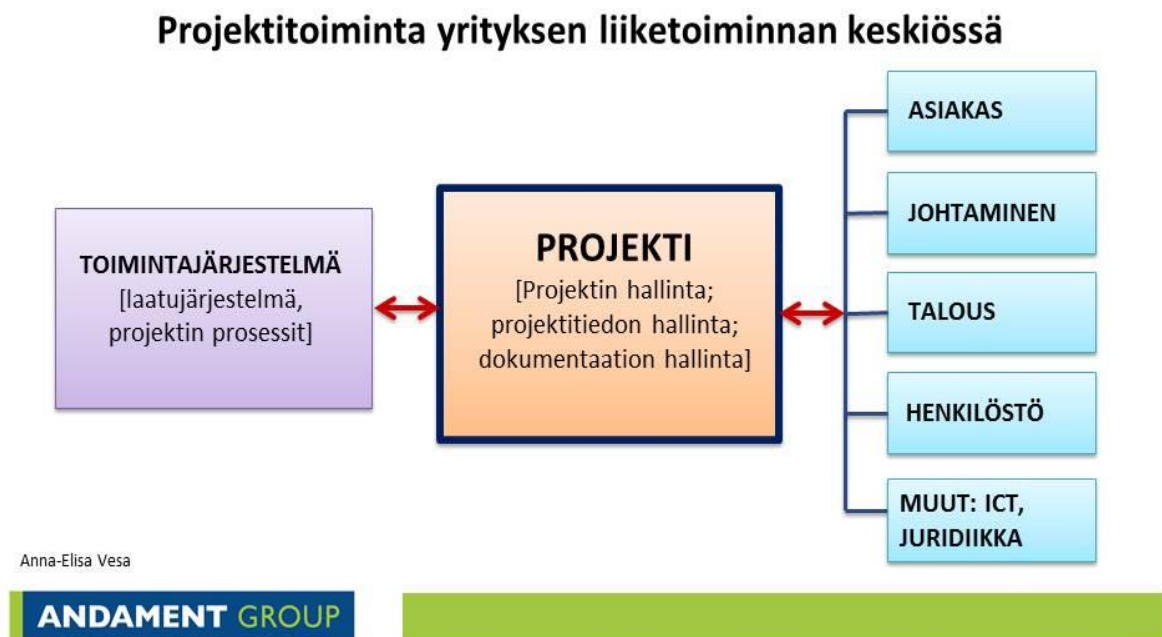 Projektitoiminta yrityksen liiketoiminnan keskiössä
TOIMINTAJÄRJESTELMÄ
[laatujärjestelmä,
projektin prosessit]
PROJEKTI
[Projektin hallinta;
projektitiedon hallinta;
dokumentaation hallinta]
ASIAKAS
JOHTAMINEN
TALOUS
HENKILÖSTÖ
MUUT: ICT,
JURIDIIKKA
Anna-Elisa Vesa
ANDAMENT GROUP